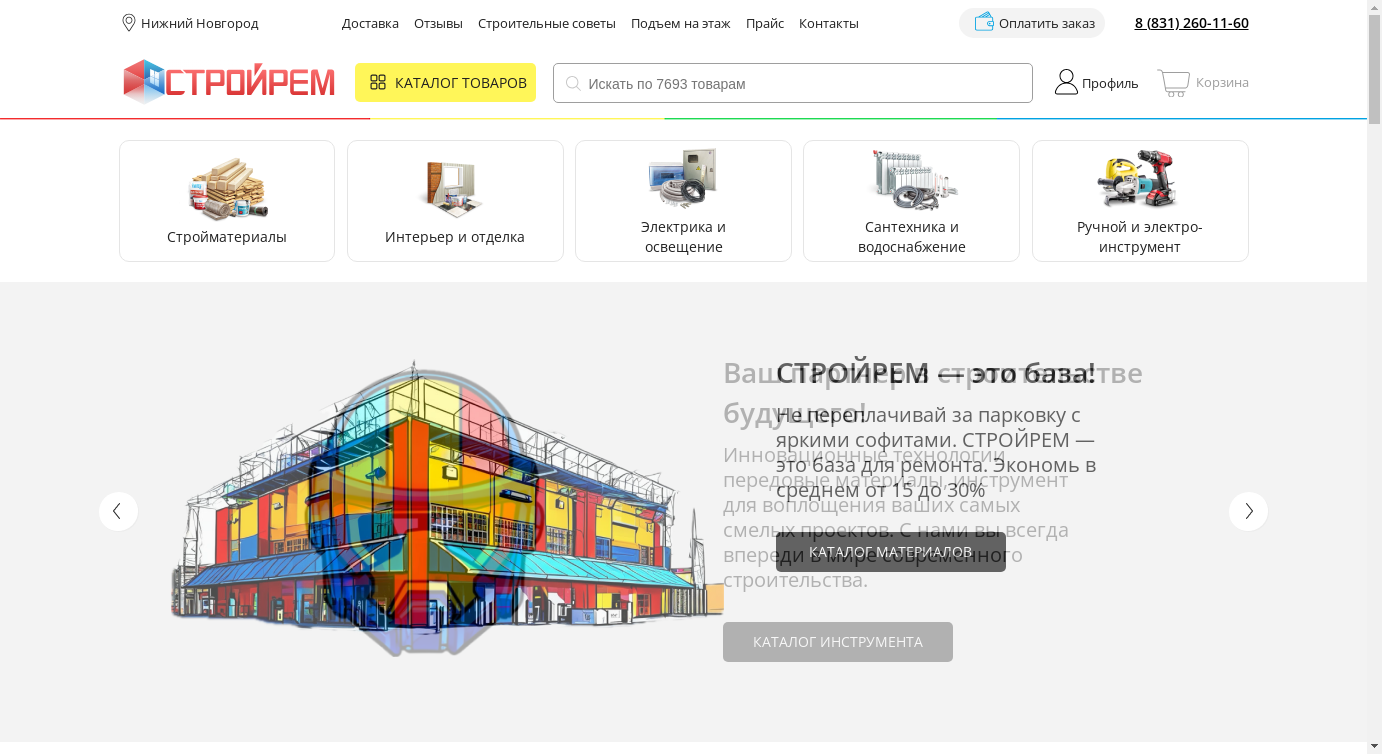 Нижний Новгород
Доставка
Отзывы
Строительные советы
Подъем на этаж
Прайс
Контакты
Оплатить заказ
8 (831) 260-11-60
СТРОЙРЕМ
КАТАЛОГ ТОВАРОВ
Искать по 7693 товарам
Профиль
Корзина
Стройматериалы
Интерьер и отделка
Электрика и
освещение
Сантехника и
водоснабжение
Ручной и электро-
инструмент
СТРОЙРЕМ — это база!
Не переплачивай за парковку с
яркими софитами. СТРОЙРЕМ —
это база для ремонта. Экономь в
среднем от 15 до 30%
КАТАЛОГ МАТЕРИАЛОВ
Ваш партнер в строительстве
будущего!
Инновационные технологии
передовые материалы, инструмент
для воплощения ваших самых
смелых проектов. С нами вы всегда
впереди в мире современного
строительства.
КАТАЛОГ ИНСТРУМЕНТА